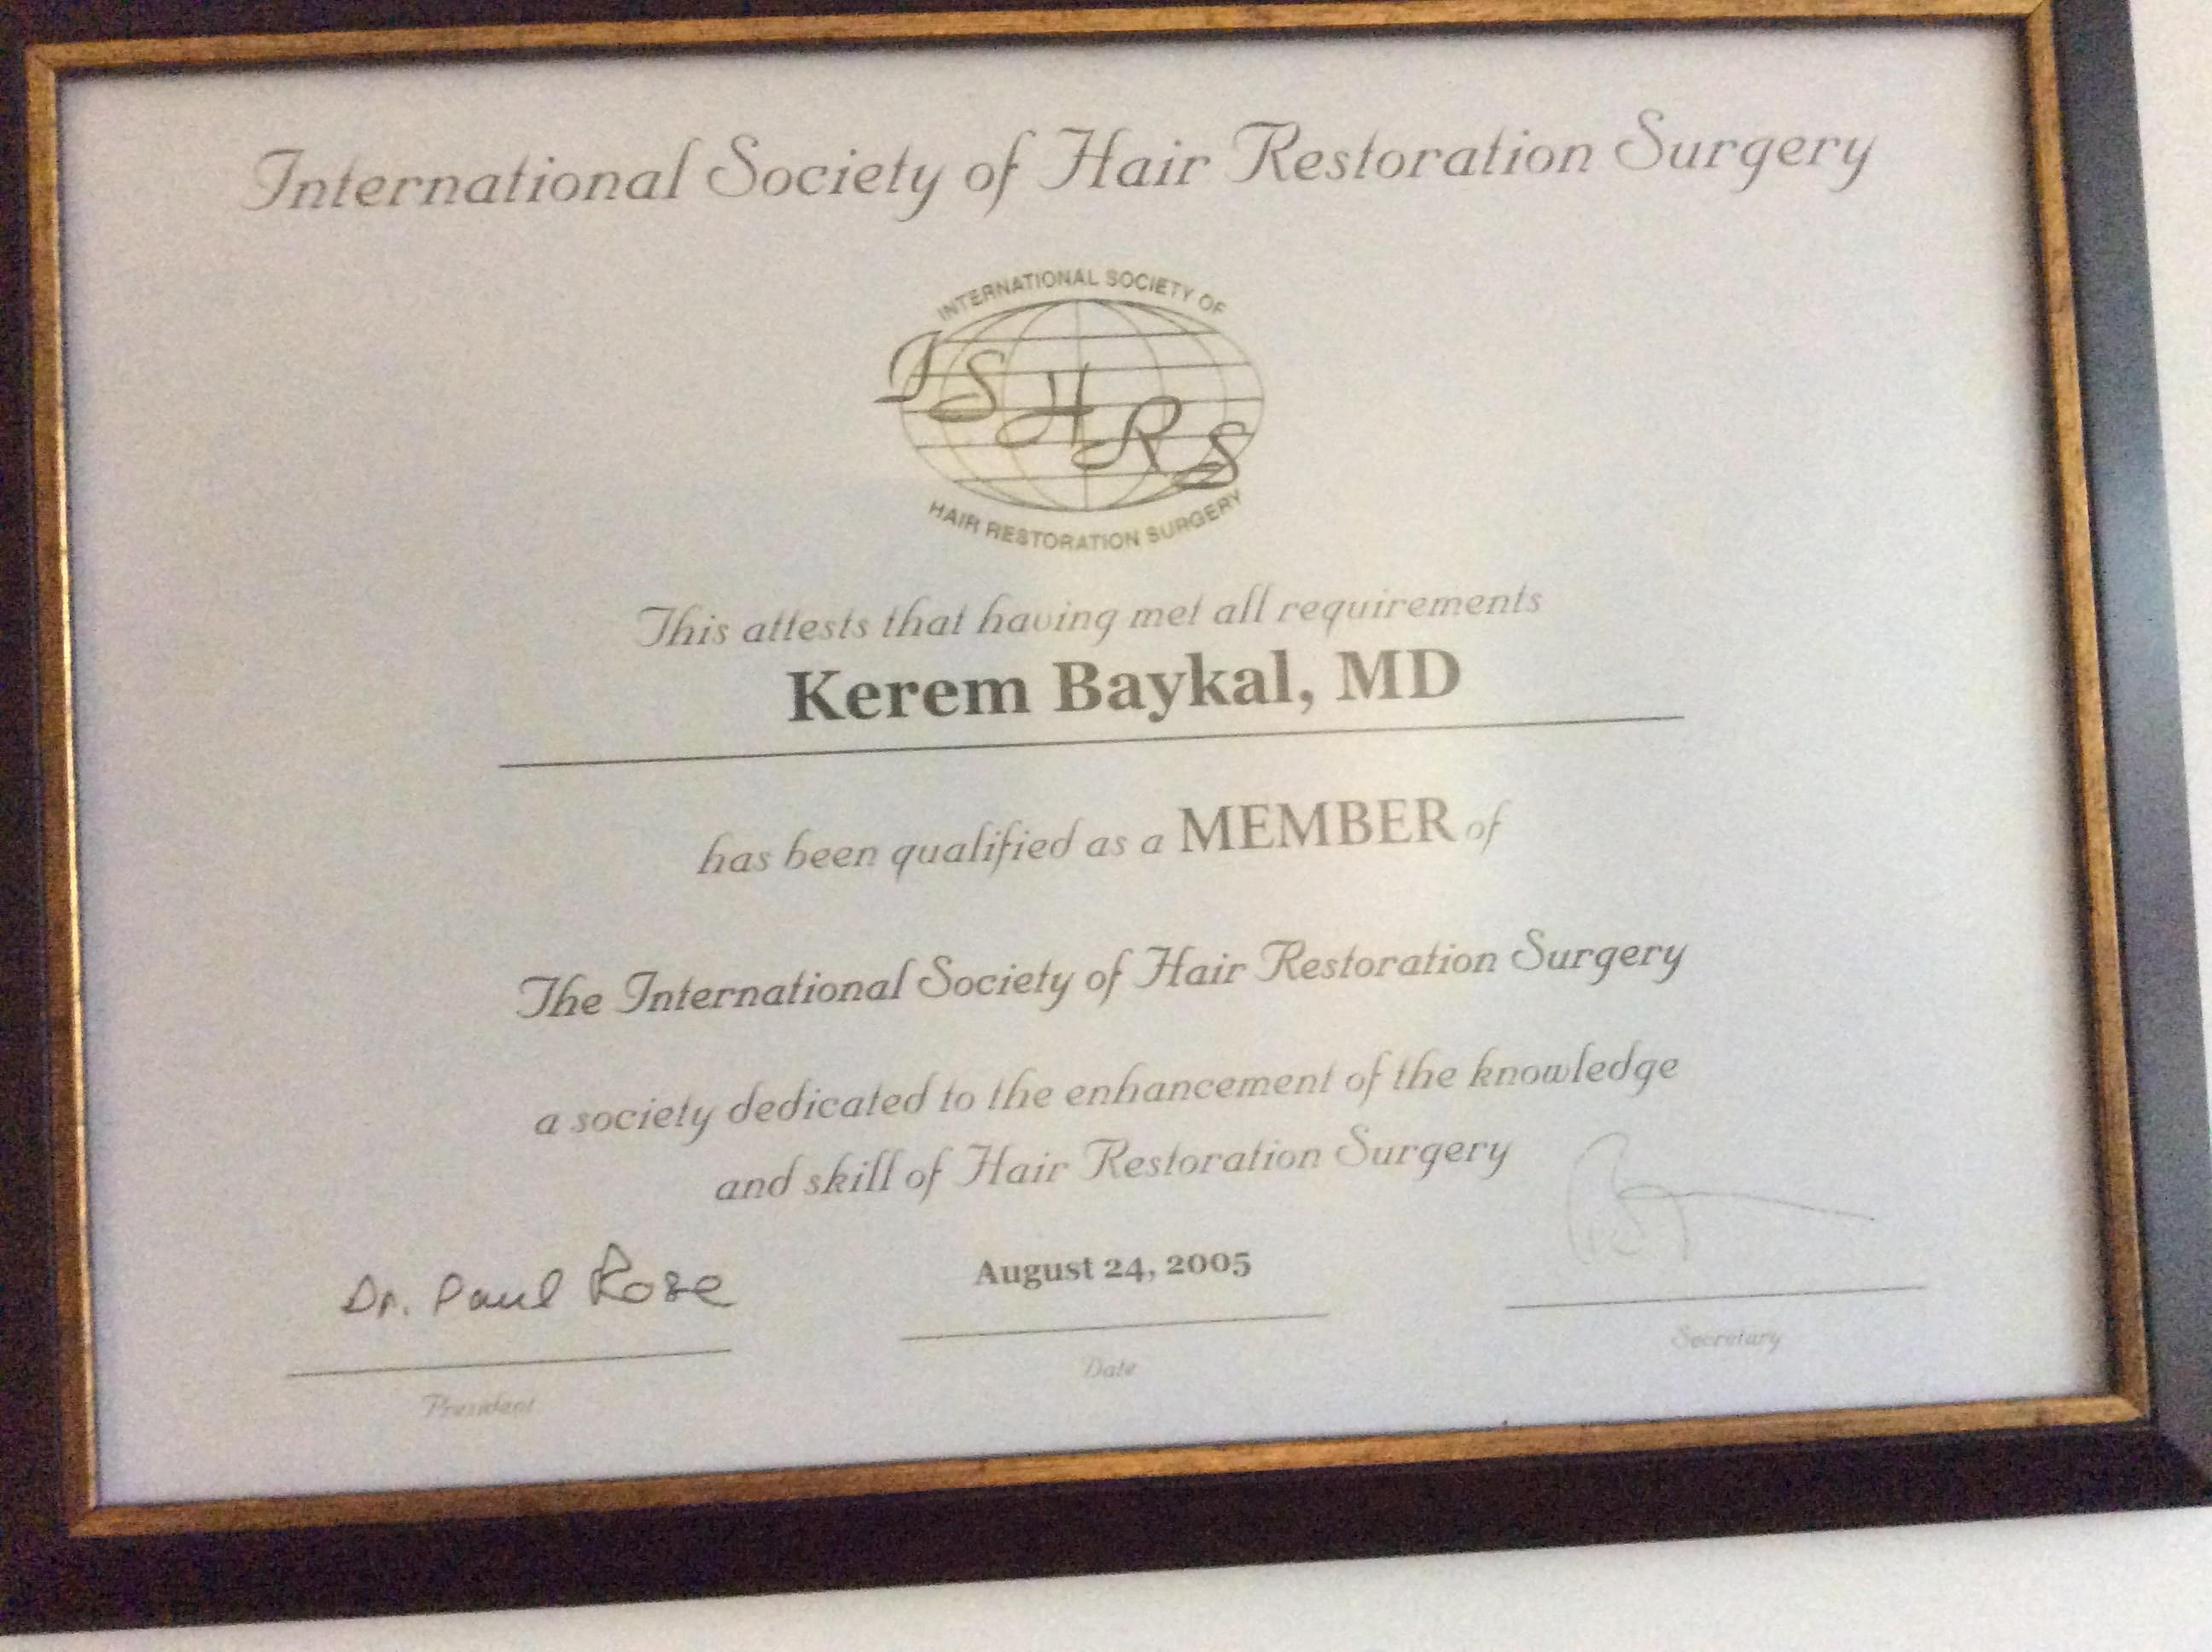 International Society of Hair Restoration Surgery
INTERNATIONAL SOCIETY OF
ISHRS
HAIR RESTORATION SURGERY
This attests that having met all requirements
Kerem Baykal, MD
has been qualified as a MEMBER of
The International Society of Hair Restoration Surgery
a society dedicated to the enhancement of the knowledge
and skill of Hair Restoration Surgery
Dr. Paul Rose
August 24, 2005
President
Date
Secretary